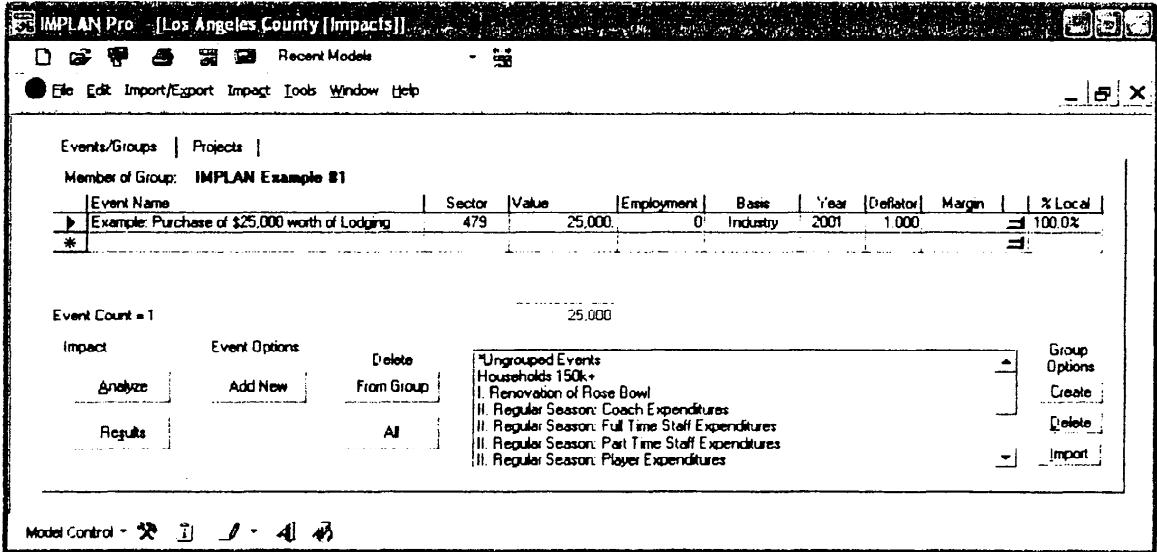 IMPLAN Pro - [Los Angeles County [Impacts]]
Recent Models
File Edit Import/Export Impact Tools Window Help
Events/Groups | Projects |
Member of Group: IMPLAN Example #1
Event Name Sector Value Employment Basis Year Deflator Margin % Local
Example: Purchase of $25,000 worth of Lodging 479 25,000. 0 Industry 2001 1.000 100.0%
Event Count = 1 25,000
Impact Event Options Delete Group Options
Analyze Add New From Group Create
Results All Delete
Import
*Ungrouped Events
Households 150k+
I. Renovation of Rose Bowl
II. Regular Season: Coach Expenditures
II. Regular Season: Full Time Staff Expenditures
II. Regular Season: Part Time Staff Expenditures
II. Regular Season: Player Expenditures
Model Control